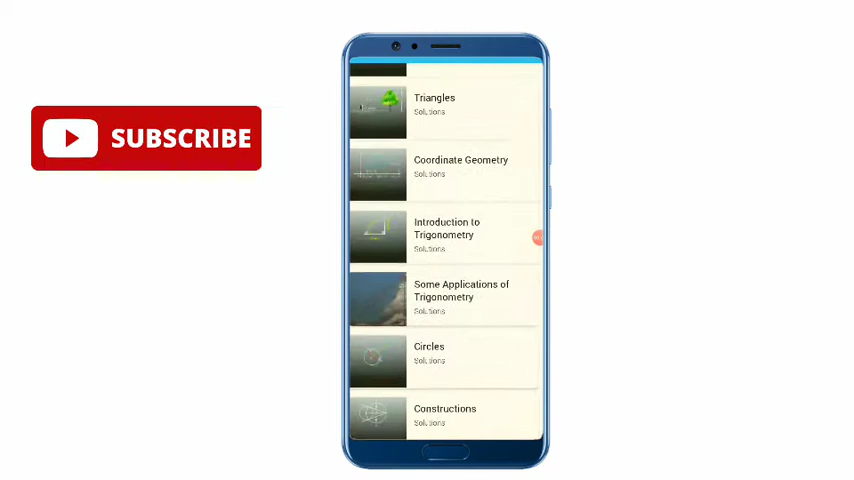 SUBSCRIBE
Triangles
Solutions
Coordinate Geometry
Solutions
Introduction to
Trigonometry
Solutions
Some Applications of
Trigonometry
Solutions
Circles
Solutions
Constructions
Solutions